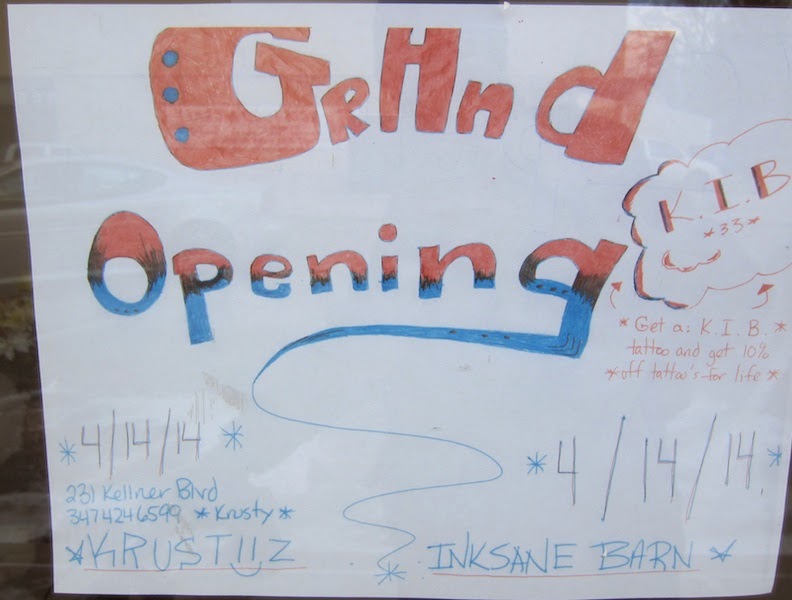 GrAnd
Opening
K.I.B
*33*
* Get a: K.I.B. *
tattoo and get 10%
* off tattoo's for life *
* 4/14/14 *
* 4/14/14. *
231 Kellner Blvd
3474246599 * Krusty *
* KRUSTIIZ
INKSANE BARN *